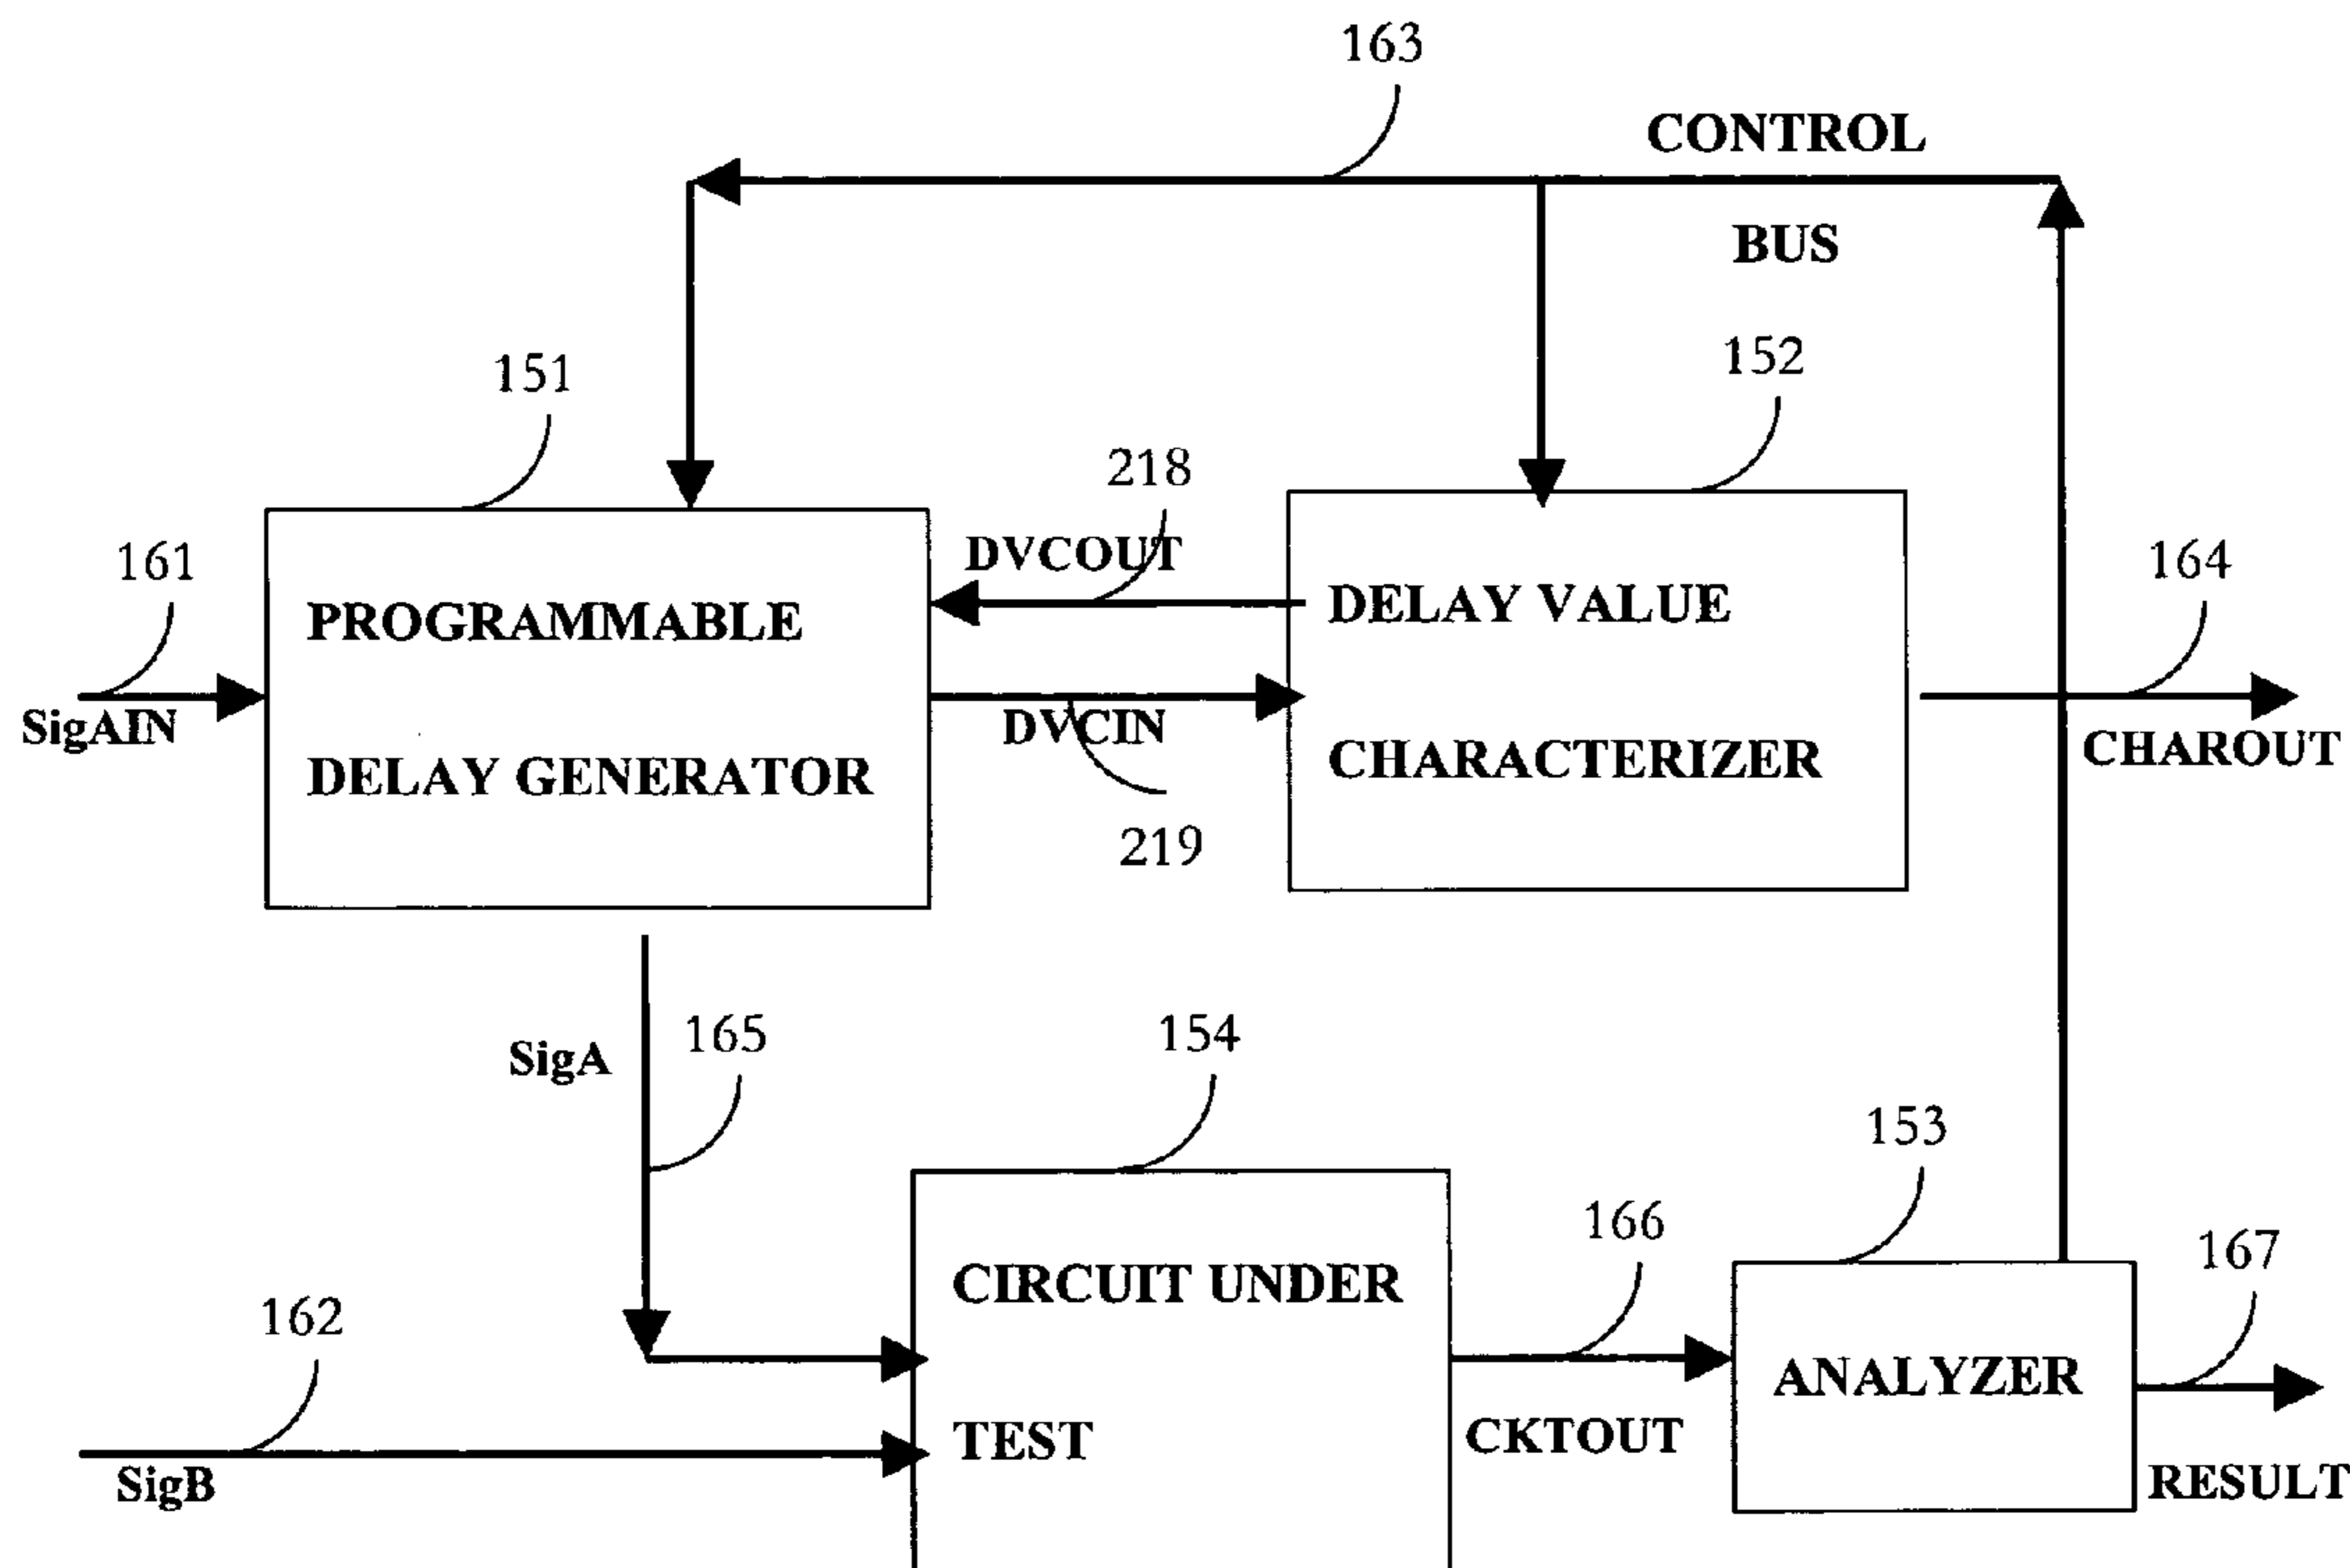 163
CONTROL
BUS
151
152
218
DVCOUT
161
164
PROGRAMMABLE
DELAY GENERATOR
DELAY VALUE
CHARACTERIZER
SigAIN
DVCIN
CHAROUT
219
SigA
165
154
153
166
167
162
CIRCUIT UNDER
TEST
ANALYZER
CKTOUT
SigB
RESULT